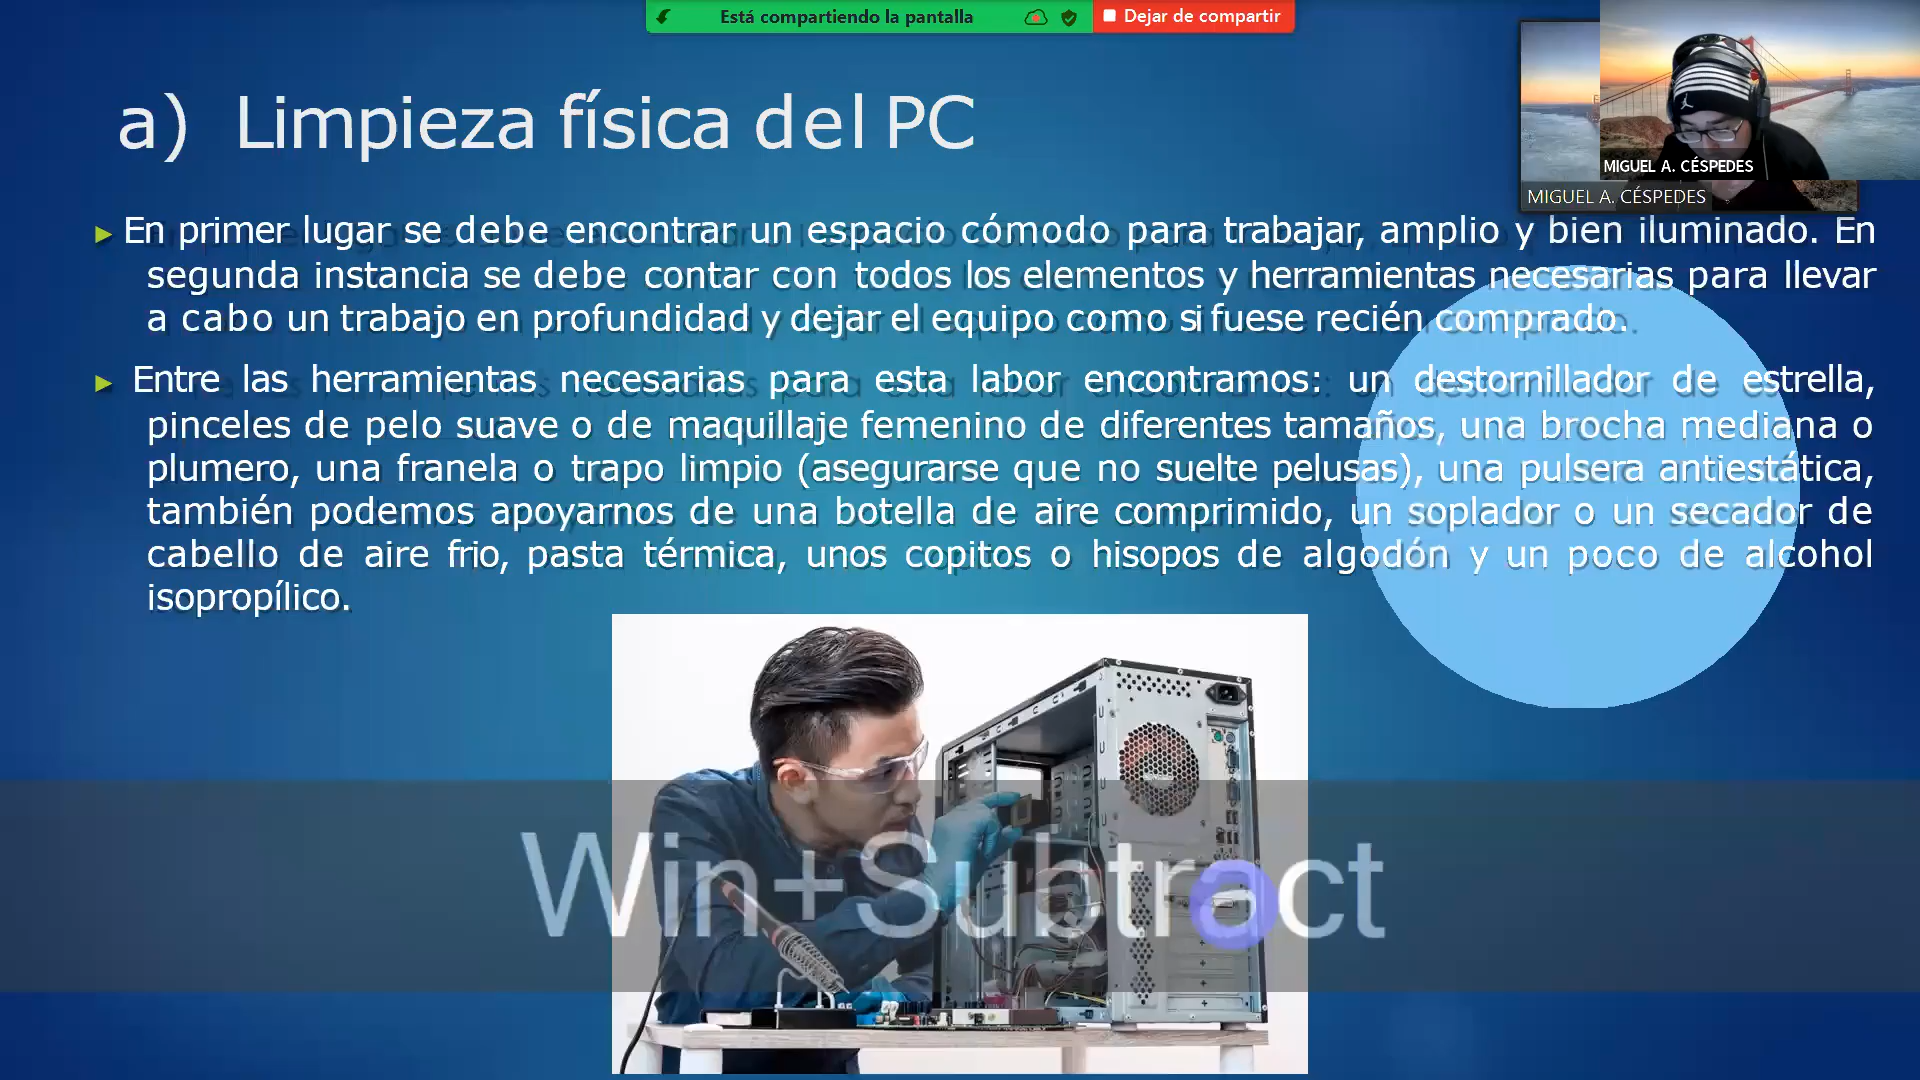 Está compartiendo la pantalla
Dejar de compartir
MIGUEL A. CÉSPEDES
MIGUEL A. CÉSPEDES
a) Limpieza física del PC
En primer lugar se debe encontrar un espacio cómodo para trabajar, amplio y bien iluminado. En
segunda instancia se debe contar con todos los elementos y herramientas necesarias para llevar
a cabo un trabajo en profundidad y dejar el equipo como si fuese recién comprado.
Entre las herramientas necesarias para esta labor encontramos: un destornillador de estrella,
pinceles de pelo suave o de maquillaje femenino de diferentes tamaños, una brocha mediana o
plumero, una franela o trapo limpio (asegurarse que no suelte pelusas), una pulsera antiestática,
también podemos apoyarnos de una botella de aire comprimido, un soplador o un secador de
cabello de aire frio, pasta térmica, unos copitos o hisopos de algodón y un poco de alcohol
isopropílico.
Win+Subtract